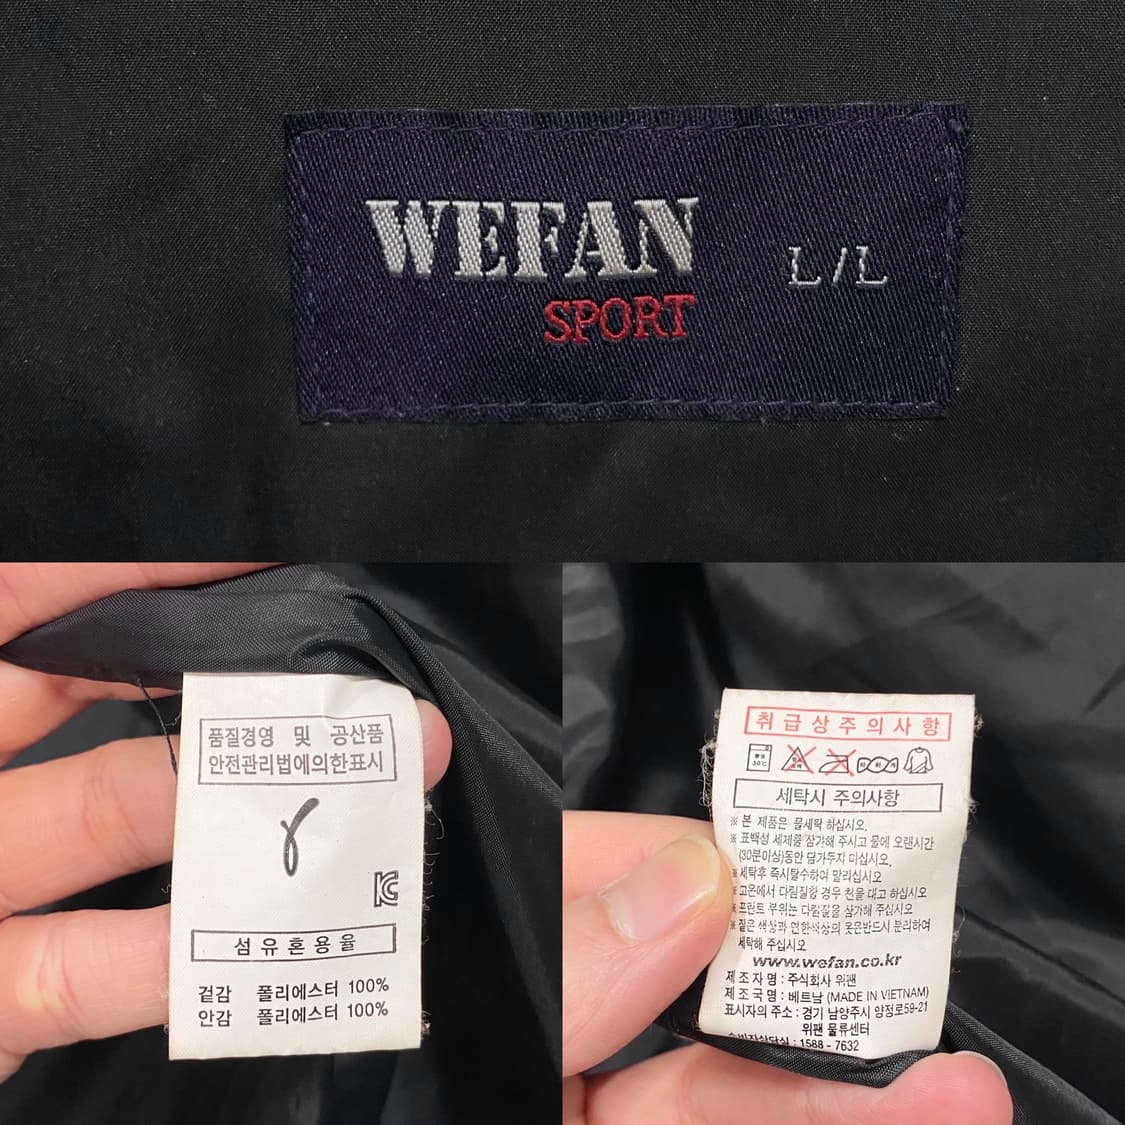 WEFAN
SPORT
L/L
품질경영 및 공산품
안전관리법에의한표시
섬유혼용율
겉감 폴리에스터 100%
안감 폴리에스터 100%
취급상주의사항
30℃
세탁시 주의사항
※ 본 제품은 물세탁 하십시오.
※ 표백성 세제를 삼가해 주시고 물에 오랜시간
(30분이상)동안 담가두지 마십시오.
※ 세탁후 즉시탈수하여 말리십시오
※ 고온에서 다림질할 경우 천을 대고 하십시오
※ 프린트 부위는 다림질을 삼가해 주십시오
※ 짙은 색상과 연한색상의 옷은반드시 분리하여
세탁해 주십시오
www.wefan.co.kr
제 조 자 명 : 주식회사 위팬
제 조 국 명 : 베트남 (MADE IN VIETNAM)
표시자의 주소 : 경기 남양주시 양정로59-21
위팬 물류센터
1588 - 7632